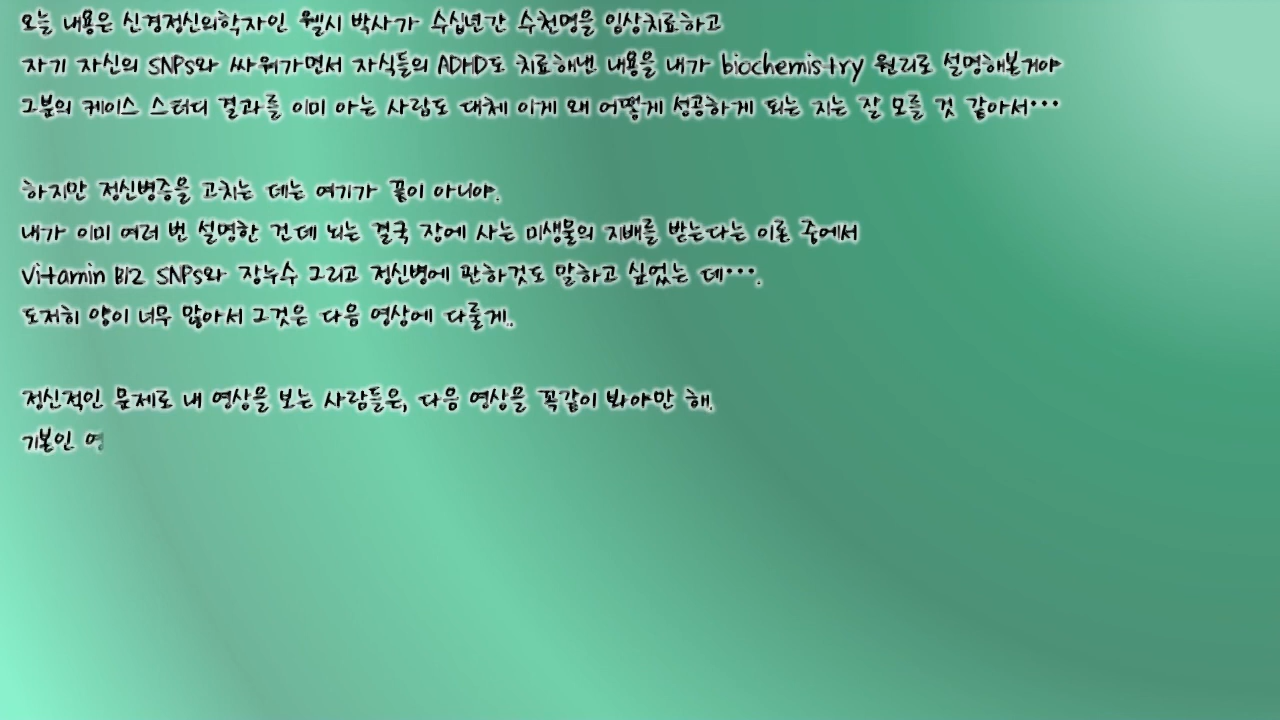 오늘 내용은 신경정신의학자인 웰시 박사가 수십년간 수천명을 임상치료하고
자기 자신의 SNPs와 싸워가면서 자식들의 ADHD도 치료해낸 내용을 내가 biochemistry 원리로 설명해볼게야
그분의 케이스 스터디 결과를 이미 아는 사람도 대체 이게 왜 어떻게 성공하게 되는 지는 잘 모를 것 같아서…
하지만 정신병증을 고치는 데는 여기가 끝이 아니야.
내가 이미 여러 번 설명한 건데 뇌는 결국 장에 사는 미생물의 지배를 받는다는 이론 중에서
Vitamin B12 SNPs와 장누수 그리고 정신병에 관하것도 말하고 싶었는 데….
도저히 양이 너무 많아서 그것은 다음 영상에 다룰게..
정신적인 문제로 내 영상을 보는 사람들은, 다음 영상을 꼭같이 봐야만 해.
기본인 여